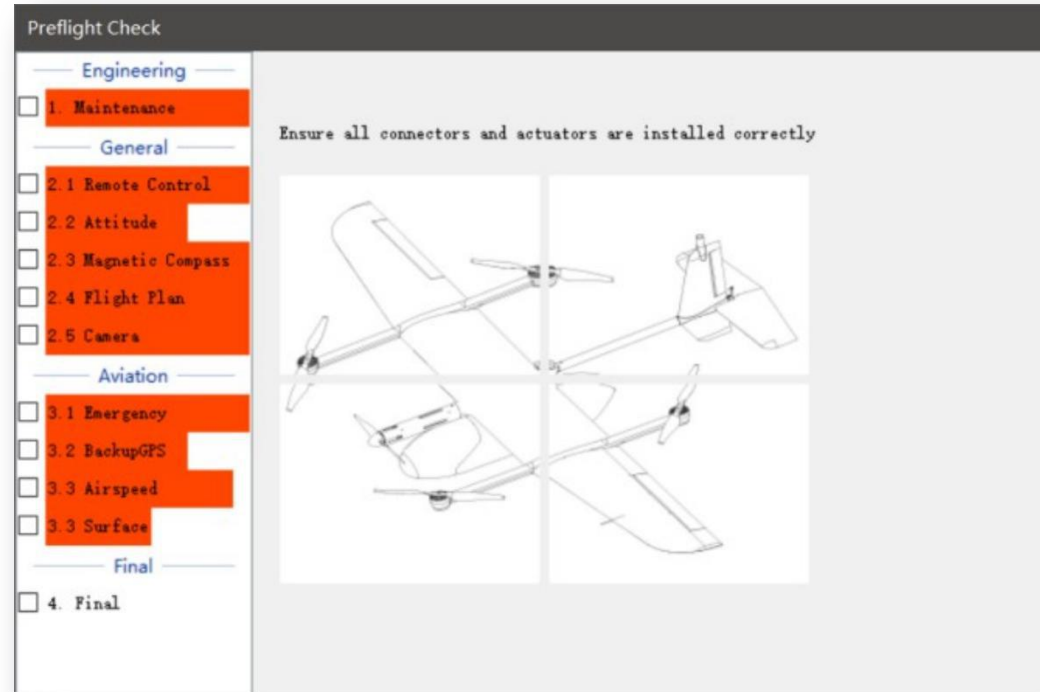 Preflight Check
Engineering
1. Maintenance
General
2.1 Remote Control
2.2 Attitude
2.3 Magnetic Compass
2.4 Flight Plan
2.5 Camera
Aviation
3.1 Emergency
3.2 BackupGPS
3.3 Airspeed
3.3 Surface
Final
4. Final
Ensure all connectors and actuators are installed correctly